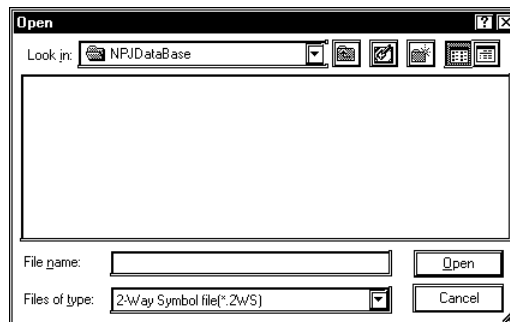 Open
Look in: NPJDataBase
File name:
Open
Files of type: 2-Way Symbol file(*.2WS)
Cancel